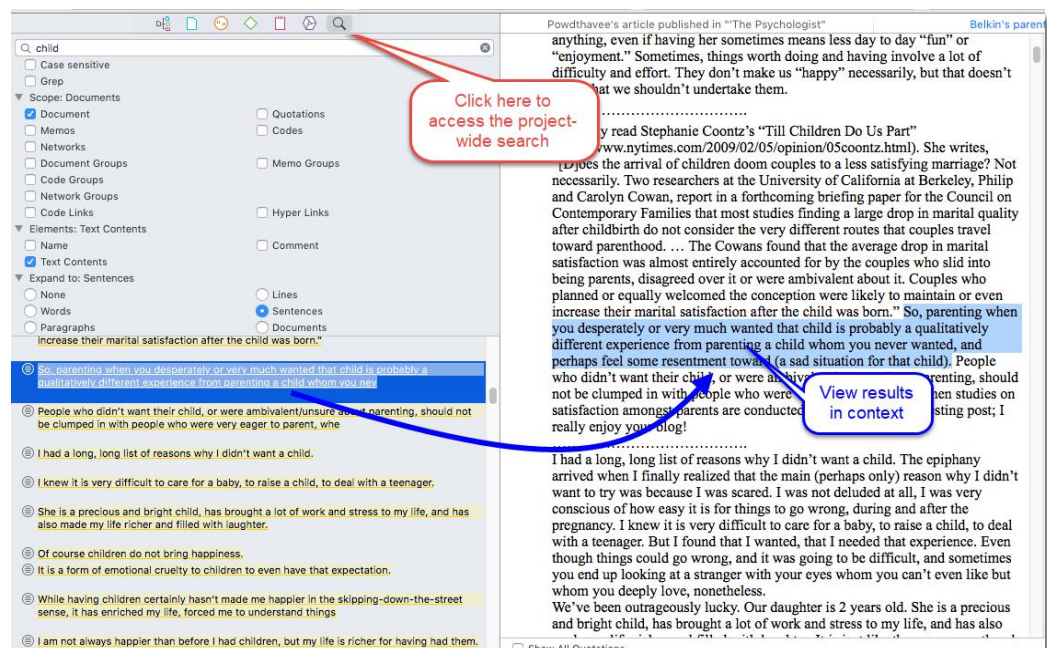 Powdthavee's article published in "'The Psychologist"
Belkin's parent
child
Case sensitive
Grep
Scope: Documents
Document
Quotations
Memos
Codes
Networks
Document Groups
Memo Groups
Code Groups
Network Groups
Code Links
Hyper Links
Elements: Text Contents
Name
Comment
Text Contents
Expand to: Sentences
None
Lines
Words
Sentences
Paragraphs
Documents
increase their marital satisfaction after the child was born."
So, parenting when you desperately or very much wanted that child is probably a
qualitatively different experience from parenting a child whom you nev
People who didn't want their child, or were ambivalent/unsure about parenting, should not
be clumped in with people who were very eager to parent, whe
I had a long, long list of reasons why I didn't want a child.
I knew it is very difficult to care for a baby, to raise a child, to deal with a teenager.
She is a precious and bright child, has brought a lot of work and stress to my life, and has
also made my life richer and filled with laughter.
Of course children do not bring happiness.
It is a form of emotional cruelty to children to even have that expectation.
While having children certainly hasn't made me happier in the skipping-down-the-street
sense, it has enriched my life, forced me to understand things
I am not always happier than before I had children, but my life is richer for having had them.
Click here to
access the project-
wide search
anything, even if having her sometimes means less day to day “fun” or
“enjoyment.” Sometimes, things worth doing and having involve a lot of
difficulty and effort. They don’t make us “happy” necessarily, but that doesn’t
that we shouldn’t undertake them.
…………………………….
read Stephanie Coontz’s “Till Children Do Us Part”
www.nytimes.com/2009/02/05/opinion/05coontz.html). She writes,
“[D]oes the arrival of children doom couples to a less satisfying marriage? Not
necessarily. Two researchers at the University of California at Berkeley, Philip
and Carolyn Cowan, report in a forthcoming briefing paper for the Council on
Contemporary Families that most studies finding a large drop in marital quality
after childbirth do not consider the very different routes that couples travel
toward parenthood. … The Cowans found that the average drop in marital
satisfaction was almost entirely accounted for by the couples who slid into
being parents, disagreed over it or were ambivalent about it. Couples who
planned or equally welcomed the conception were likely to maintain or even
increase their marital satisfaction after the child was born.” So, parenting when
you desperately or very much wanted that child is probably a qualitatively
different experience from parenting a child whom you never wanted, and
perhaps feel some resentment toward (a sad situation for that child). People
who didn’t want their child, or were ambival renting, should
not be clumped in with people who were hen studies on
satisfaction amongst parents are conducted sting post; I
really enjoy your blog!
View results
in context
…………………………….
I had a long, long list of reasons why I didn’t want a child. The epiphany
arrived when I finally realized that the main (perhaps only) reason why I didn’t
want to try was because I was scared. I was not deluded at all, I was very
conscious of how easy it is for things to go wrong, during and after the
pregnancy. I knew it is very difficult to care for a baby, to raise a child, to deal
with a teenager. But I found that I wanted, that I needed that experience. Even
though things could go wrong, and it was going to be difficult, and sometimes
you end up looking at a stranger with your eyes whom you can’t even like but
whom you deeply love, nonetheless.
We’ve been outrageously lucky. Our daughter is 2 years old. She is a precious
and bright child, has brought a lot of work and stress to my life, and has also